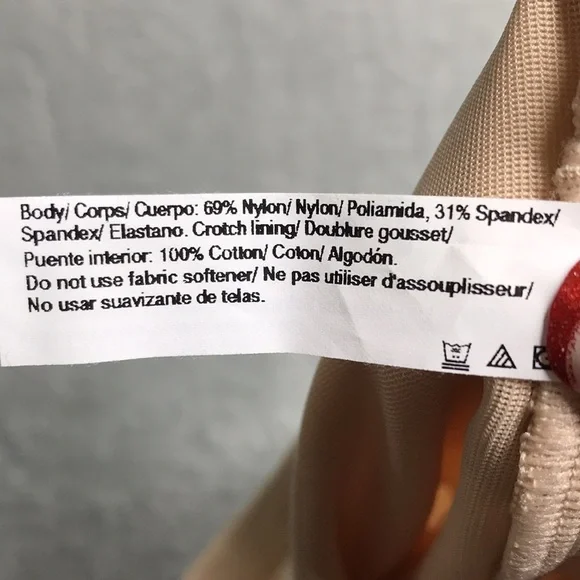 Body/ Corps/ Cuerpo: 69% Nylon/ Nylon/ Poliamida, 31% Spandex/
Spandex/ Elastano. Crotch lining/ Doublure gousset/
Puente interior: 100% Cotton/ Coton/ Algodón.
Do not use fabric softener/ Ne pas utiliser d'assouplisseur/
No usar suavizante de telas.